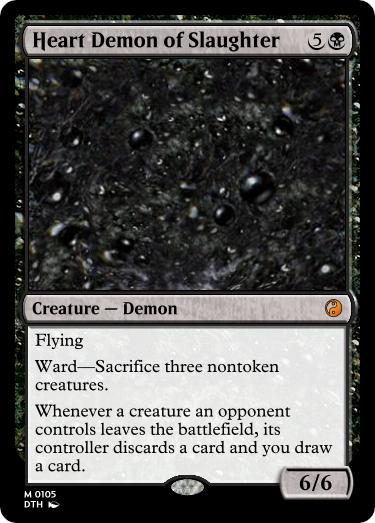 Heart Demon of Slaughter 5
Creature — Demon
Flying
Ward—Sacrifice three nontoken
creatures.
Whenever a creature an opponent
controls leaves the battlefield, its
controller discards a card and you draw
a card.
6/6
M 0105
DTH